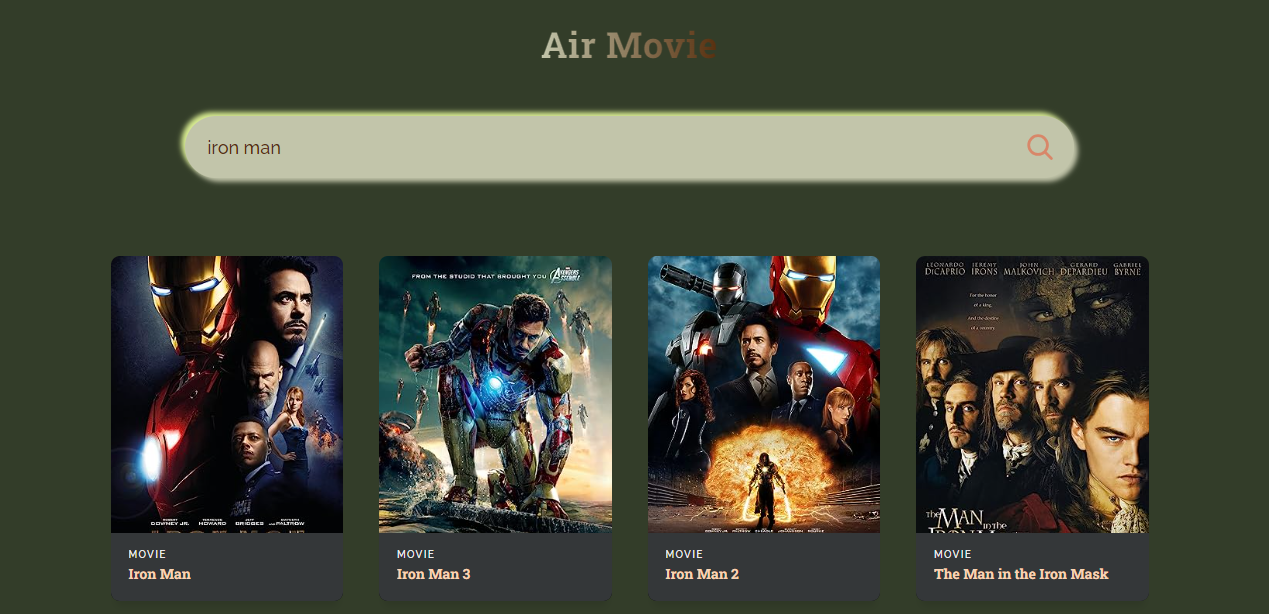 Air Movie
iron man
FROM THE STUDIO THAT BROUGHT YOU MARVEL'S AVENGERS ASSEMBLE
LEONARDO JEREMY JOHN GERARD GABRIEL
DiCAPRIO IRONS MALKOVICH DEPARDIEU BYRNE
For the honor
of a king.
And the destiny
of a country.
ROBERT TERRENCE JEFF GWYNETH
DOWNEY JR. HOWARD BRIDGES AND PALTROW
THE MAN IN THE
MOVIE
Iron Man
MOVIE
Iron Man 3
MOVIE
Iron Man 2
MOVIE
The Man in the Iron Mask